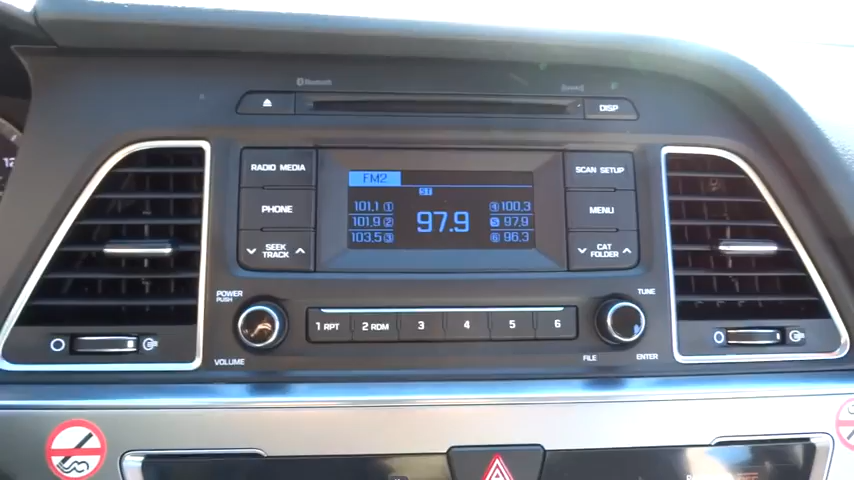 Bluetooth
DISP
RADIO MEDIA
PHONE
SEEK
TRACK
FM2
ST
101.1 1
101.9 2
103.5 3
97.9
4 100.3
5 97.9
6 96.3
SCAN SETUP
MENU
CAT
FOLDER
POWER
PUSH
VOLUME
1 RPT
2 RDM
3
4
5
6
TUNE
FILE
ENTER